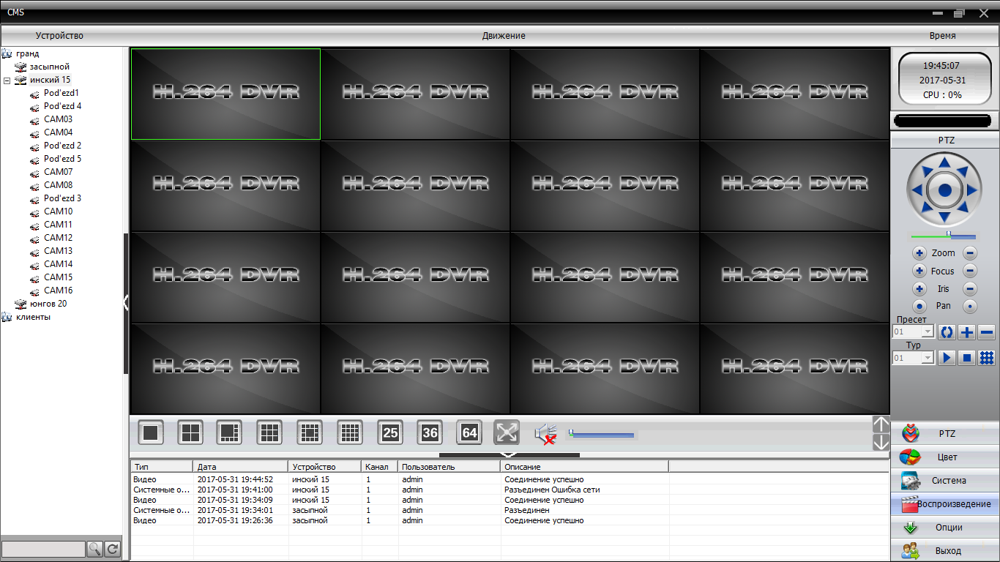 CMS
Устройство Движение Время
гранд
засыпной
инский 15
Pod'ezd1
Pod'ezd 4
CAM03
CAM04
Pod'ezd 2
Pod'ezd 5
CAM07
CAM08
Pod'ezd 3
CAM10
CAM11
CAM12
CAM13
CAM14
CAM15
CAM16
юнгов 20
клиенты
H.264 DVR H.264 DVR H.264 DVR H.264 DVR
H.264 DVR H.264 DVR H.264 DVR H.264 DVR
H.264 DVR H.264 DVR H.264 DVR H.264 DVR
H.264 DVR H.264 DVR H.264 DVR H.264 DVR
25 36 64
Тип Дата Устройство Канал Пользователь Описание
Видео 2017-05-31 19:44:52 инский 15 1 admin Соединение успешно
Системные о... 2017-05-31 19:41:00 инский 15 1 admin Разъединен Ошибка сети
Видео 2017-05-31 19:34:09 инский 15 1 admin Соединение успешно
Системные о... 2017-05-31 19:34:01 засыпной 1 admin Разъединен
Видео 2017-05-31 19:26:36 засыпной 1 admin Соединение успешно
19:45:07
2017-05-31
CPU : 0%
PTZ
Zoom
Focus
Iris
Pan
Пресет
01
Тур
01
PTZ
Цвет
Система
Воспроизведение
Опции
Выход